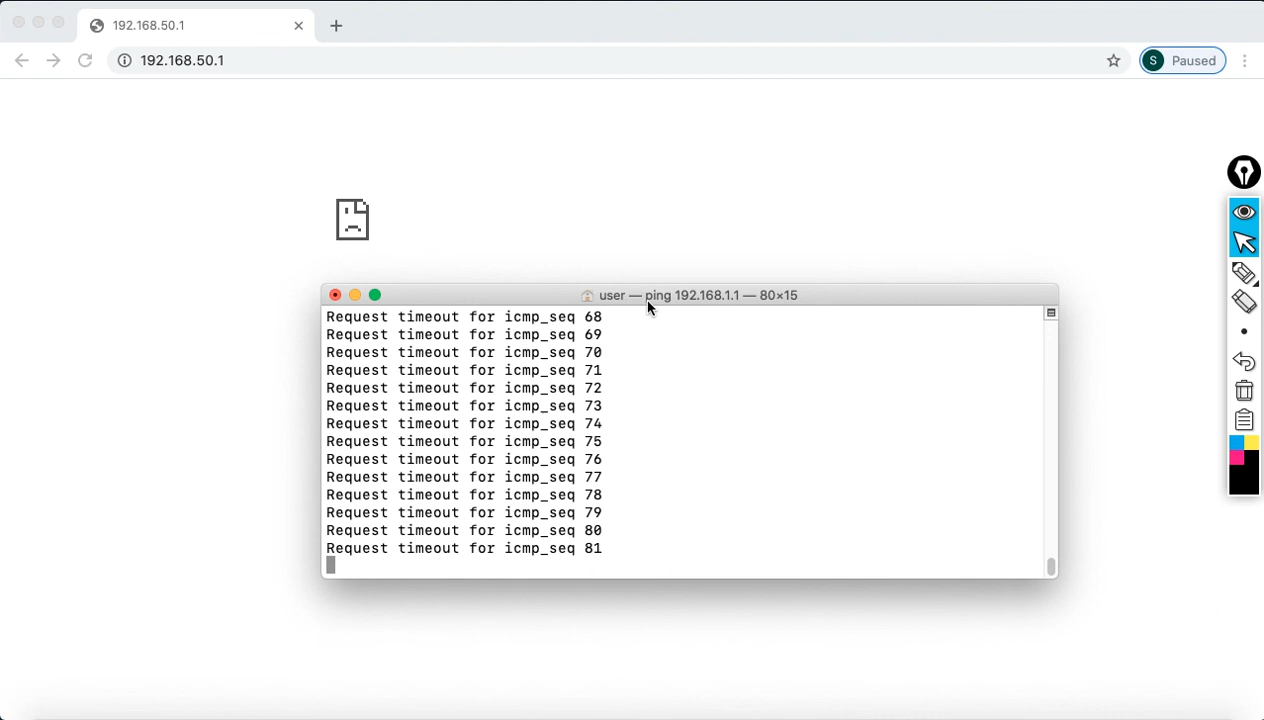 192.168.50.1
192.168.50.1
S Paused
user — ping 192.168.1.1 — 80×15
Request timeout for icmp_seq 68
Request timeout for icmp_seq 69
Request timeout for icmp_seq 70
Request timeout for icmp_seq 71
Request timeout for icmp_seq 72
Request timeout for icmp_seq 73
Request timeout for icmp_seq 74
Request timeout for icmp_seq 75
Request timeout for icmp_seq 76
Request timeout for icmp_seq 77
Request timeout for icmp_seq 78
Request timeout for icmp_seq 79
Request timeout for icmp_seq 80
Request timeout for icmp_seq 81